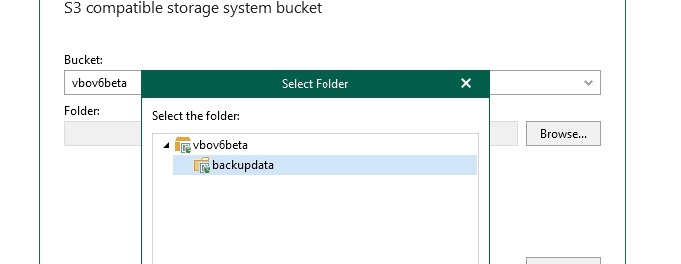 S3 compatible storage system bucket
Bucket:
vbov6beta
Select Folder
Folder:
Select the folder:
Browse...
vbov6beta
backupdata